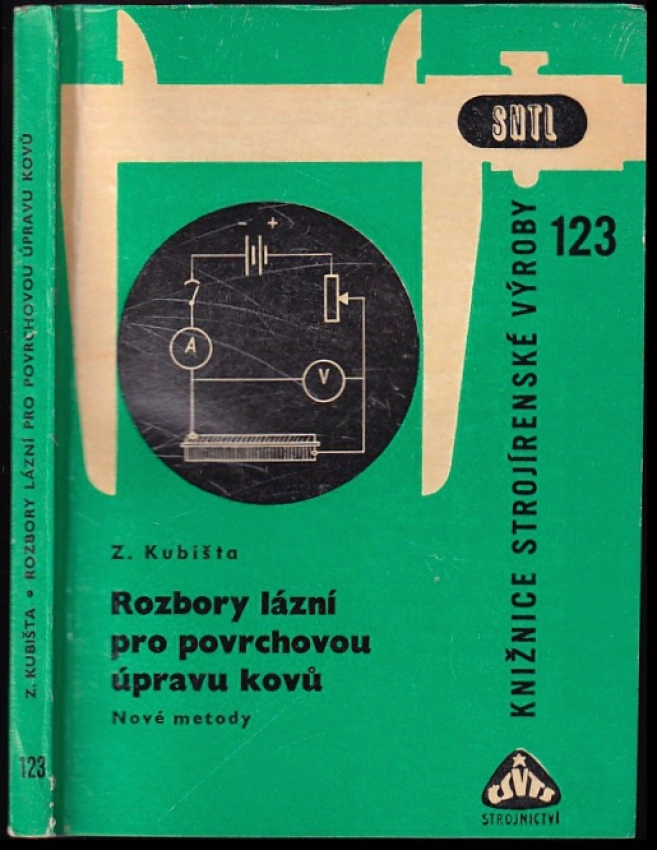 Z. KUBIŠTA • ROZBORY LÁZNÍ PRO POVRCHOVOU ÚPRAVU KOVŮ
123
SNTL
123
KNIŽNICE STROJÍRENSKÉ VÝROBY
- +
A
V
Z. Kubišta
Rozbory lázní
pro povrchovou
úpravu kovů
Nové metody
ČSVTS
STROJNICTVÍ